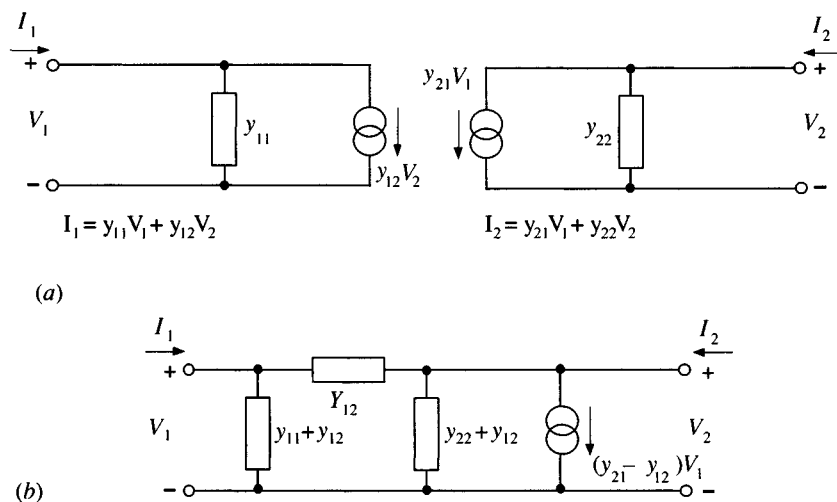 I₁
I₂
+
+
y₂₁V₁
V₁
y₁₁
y₂₂
V₂
–
y₁₂V₂
–
I₁ = y₁₁V₁ + y₁₂V₂
I₂ = y₂₁V₁ + y₂₂V₂
(a)
I₁
I₂
+
+
Y₁₂
V₁
y₁₁+y₁₂
y₂₂+y₁₂
V₂
–
(y₂₁– y₁₂)V₁
–
(b)